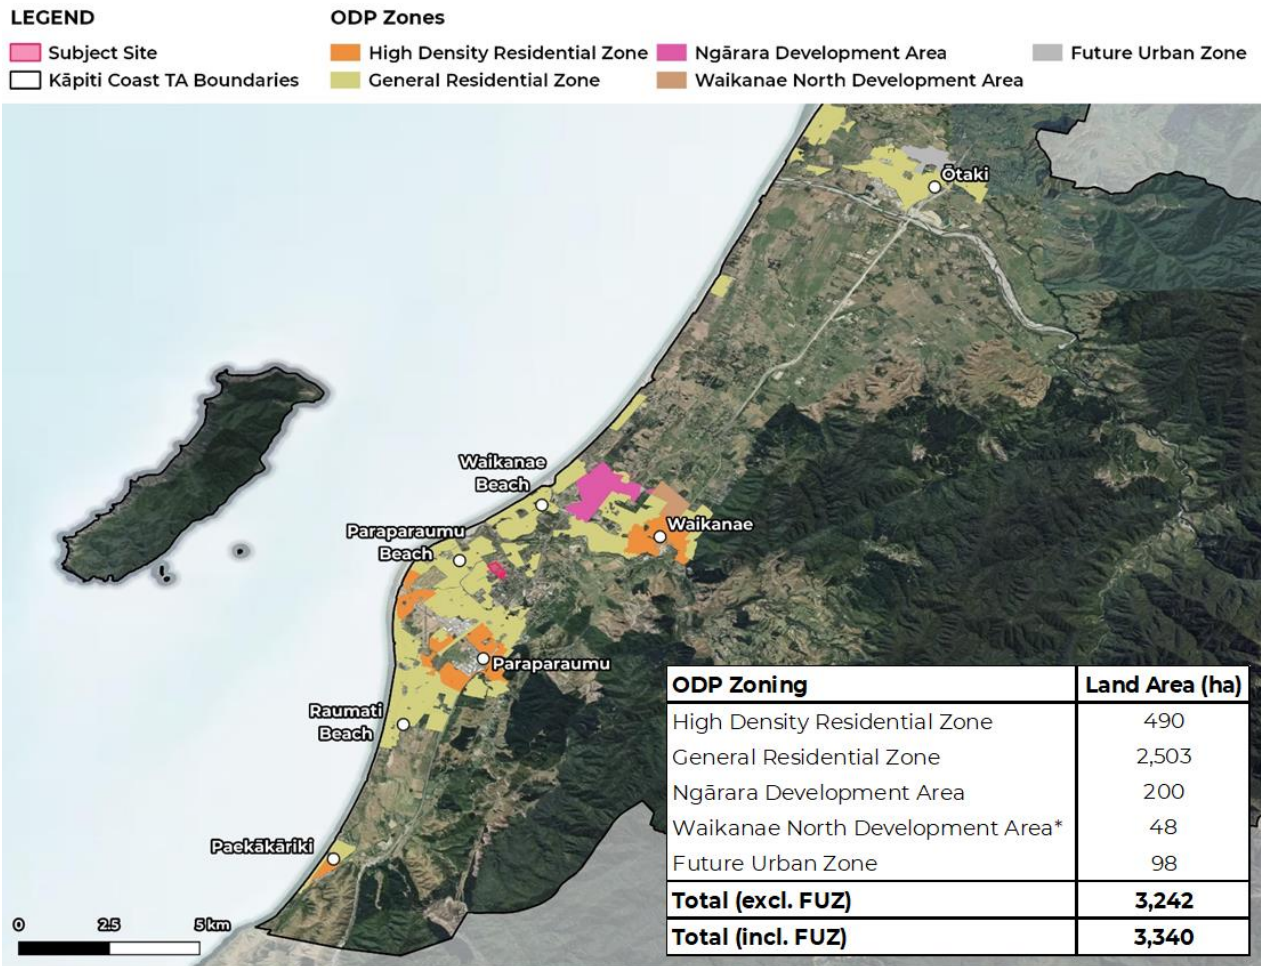 LEGEND
ODP Zones
Subject Site
High Density Residential Zone
Ngārara Development Area
Future Urban Zone
Kāpiti Coast TA Boundaries
General Residential Zone
Waikanae North Development Area
Ōtaki
Waikanae
Beach
Waikanae
Paraparaumu
Beach
Paraparaumu
Raumati
Beach
Paekākāriki
0 2.5 5 km
ODP Zoning Land Area (ha)
High Density Residential Zone 490
General Residential Zone 2,503
Ngārara Development Area 200
Waikanae North Development Area* 48
Future Urban Zone 98
Total (excl. FUZ) 3,242
Total (incl. FUZ) 3,340